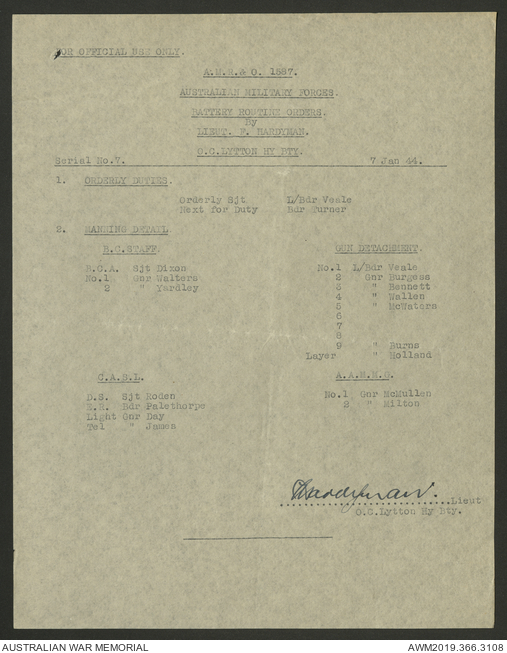 FOR OFFICIAL USE ONLY.
A.M.R.& O. 1587.
AUSTRALIAN MILITARY FORCES.
BATTERY ROUTINE ORDERS.
By
LIEUT. F. HARDYMAN.
O.C.LYTTON HY BTY.
Serial No.7. 7 Jan 44.
1. ORDERLY DUTIES.
Orderly Sjt L/Bdr Veale
Next for Duty Bdr Turner
2. MANNING DETAIL
B.C.STAFF.
B.C.A. Sjt Dixon
No.1 Gnr Walters
2 " Yardley
GUN DETACHMENT.
No.1 L/Bdr Veale
2 Gnr Burgess
3 " Bennett
4 " Wallen
5 " McWaters
6
7
8
9 " Burns
Layer " Holland
C.A.S.L.
D.S. Sjt Roden
B.R. Bdr Palethorpe
Light Gnr Day
Tel " James
A.A.M.M.G.
No.1 Gnr McMullen
2 " Milton
Hardyman.
Lieut
O.C.Lytton Hy Bty.
AUSTRALIAN WAR MEMORIAL
AWM2019.366.3108